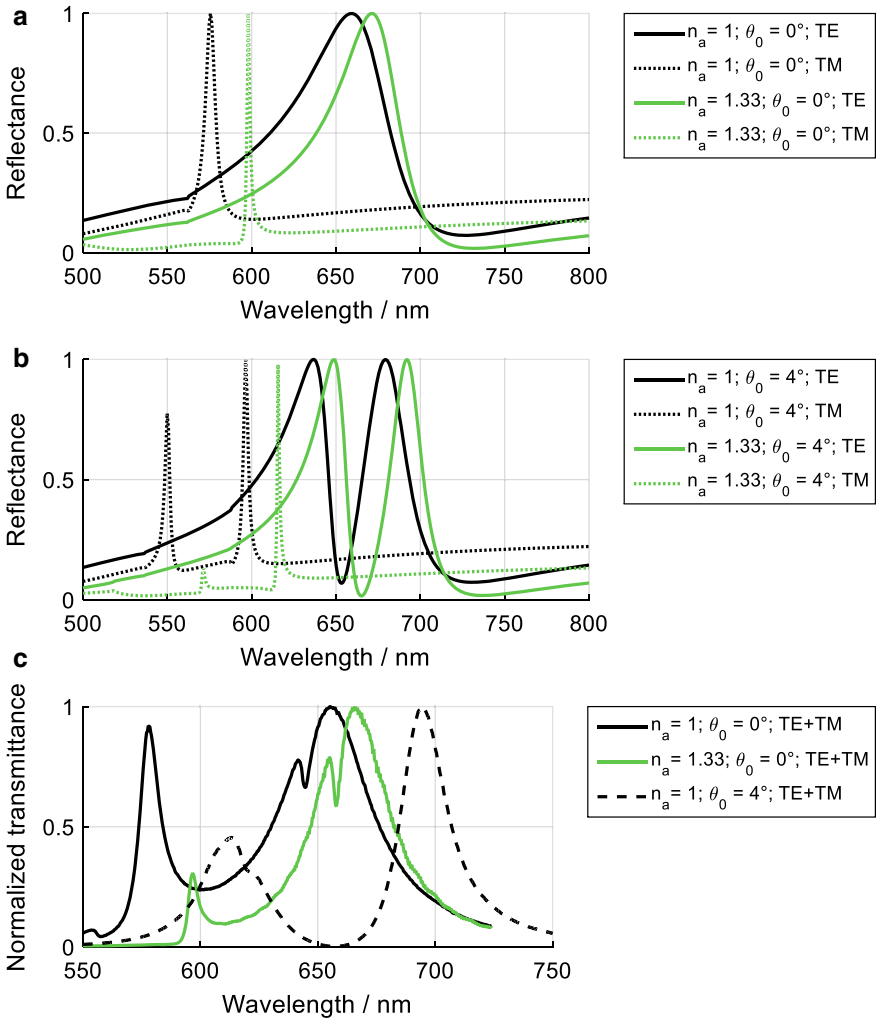 a
Reflectance
1
0.5
0
500 550 600 650 700 750 800
Wavelength / nm
n_a = 1; θ_0 = 0°; TE
n_a = 1; θ_0 = 0°; TM
n_a = 1.33; θ_0 = 0°; TE
n_a = 1.33; θ_0 = 0°; TM
b
Reflectance
1
0.5
0
500 550 600 650 700 750 800
Wavelength / nm
n_a = 1; θ_0 = 4°; TE
n_a = 1; θ_0 = 4°; TM
n_a = 1.33; θ_0 = 4°; TE
n_a = 1.33; θ_0 = 4°; TM
c
Normalized transmittance
1
0.5
0
550 600 650 700 750
Wavelength / nm
n_a = 1; θ_0 = 0°; TE+TM
n_a = 1.33; θ_0 = 0°; TE+TM
n_a = 1; θ_0 = 4°; TE+TM